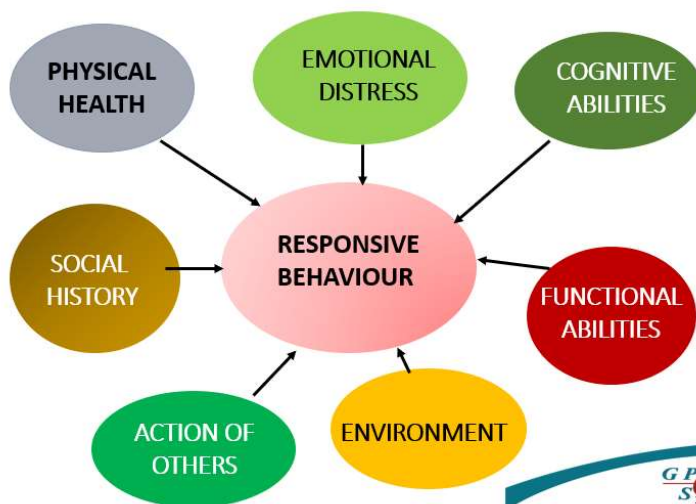 PHYSICAL
HEALTH
EMOTIONAL
DISTRESS
COGNITIVE
ABILITIES
SOCIAL
HISTORY
RESPONSIVE
BEHAVIOUR
FUNCTIONAL
ABILITIES
ACTION OF
OTHERS
ENVIRONMENT
G P
S